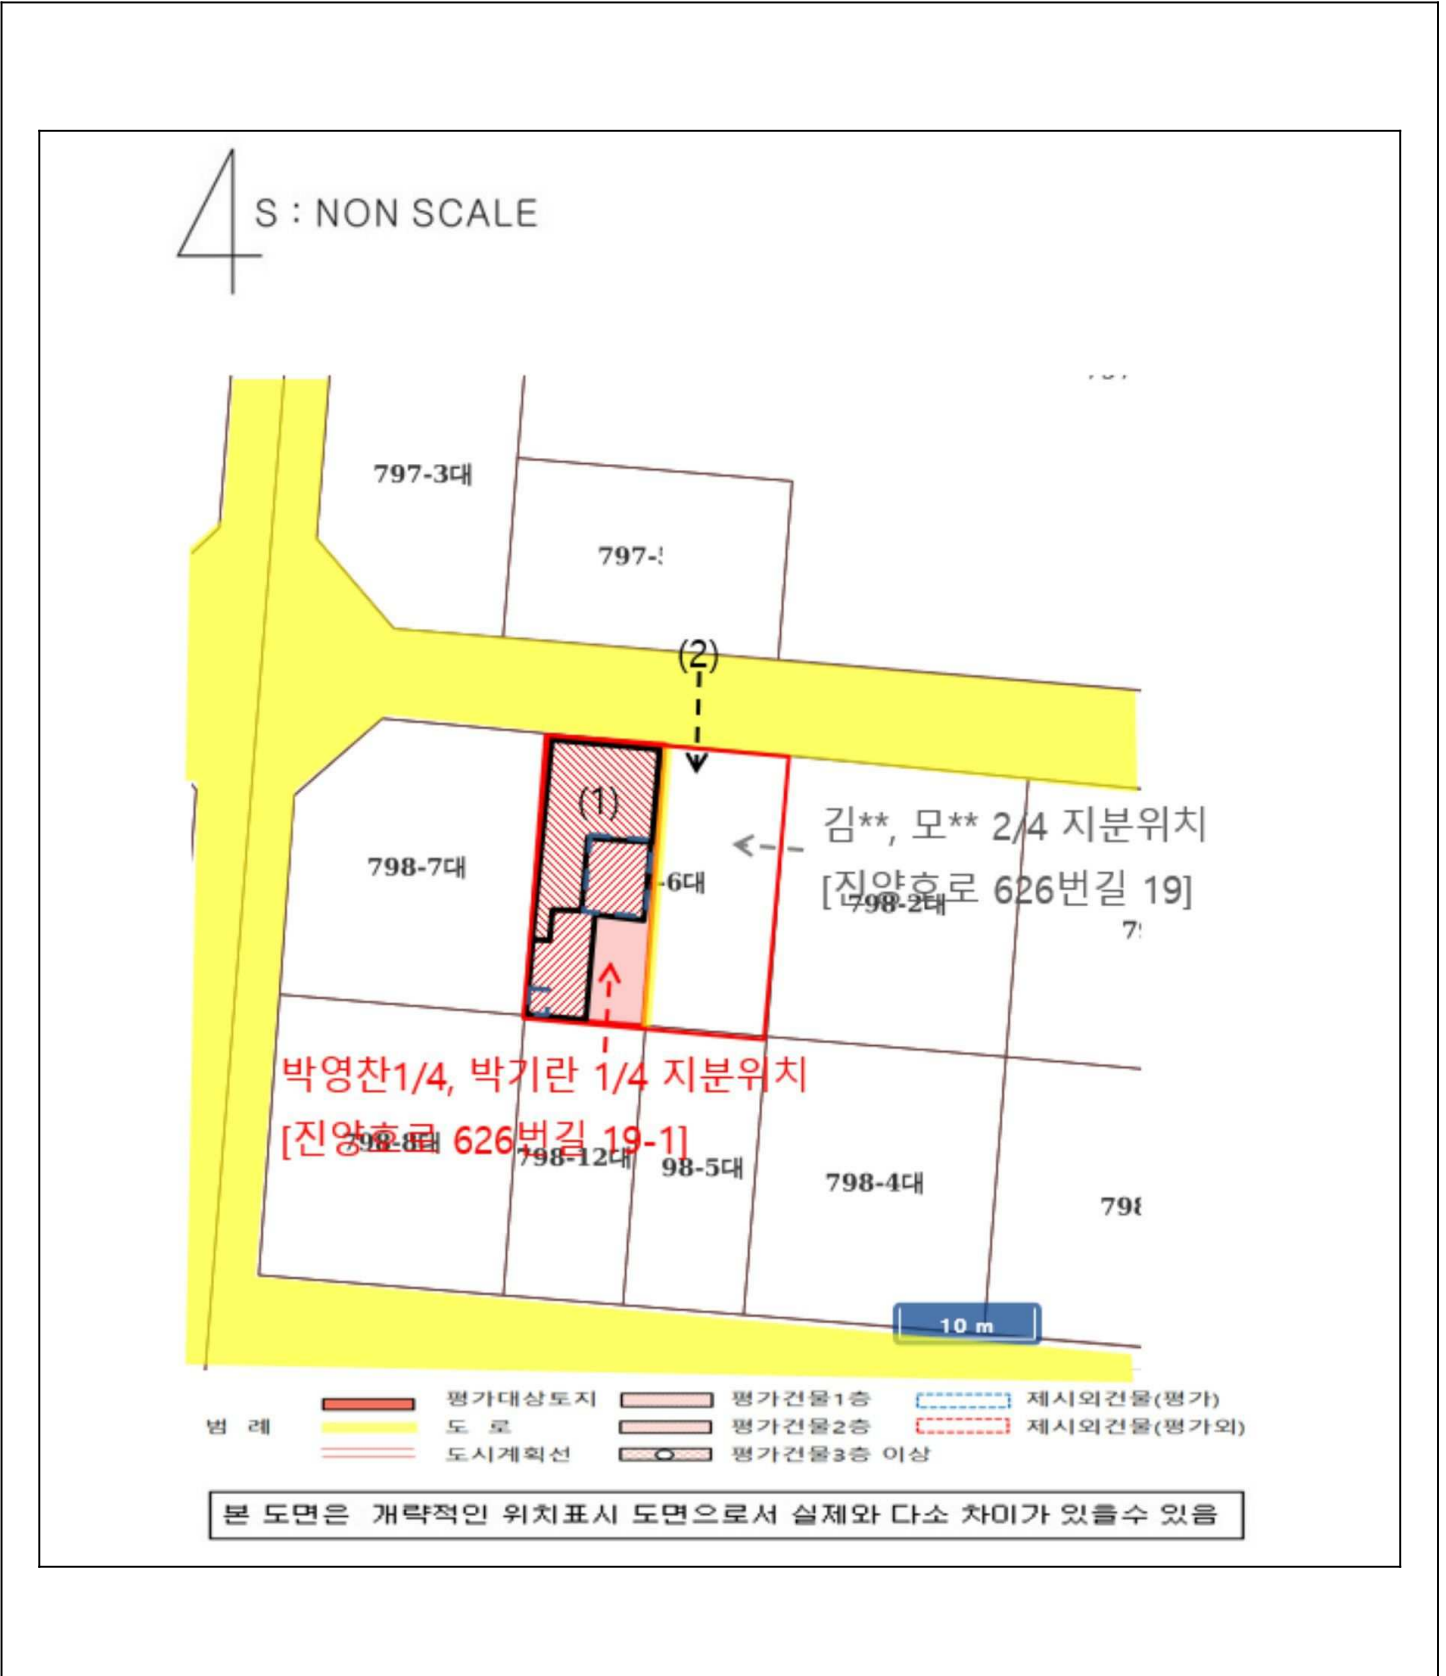 S : NON SCALE
797-3대
797-
(2)
(1)
김**, 모** 2/4 지분위치
798-7대
-6대
[진양호로 626번길 19]
798-2대
박영찬1/4, 박기란 1/4 지분위치
[진양호로 626번길 19-1]
798-8대
798-12대
98-5대
798-4대
798
10 m
범 례
평가대상토지
평가건물1층
제시외건물(평가)
도 로
평가건물2층
제시외건물(평가외)
도시계획선
평가건물3층 이상
본 도면은 개략적인 위치표시 도면으로서 실제와 다소 차이가 있을수 있음